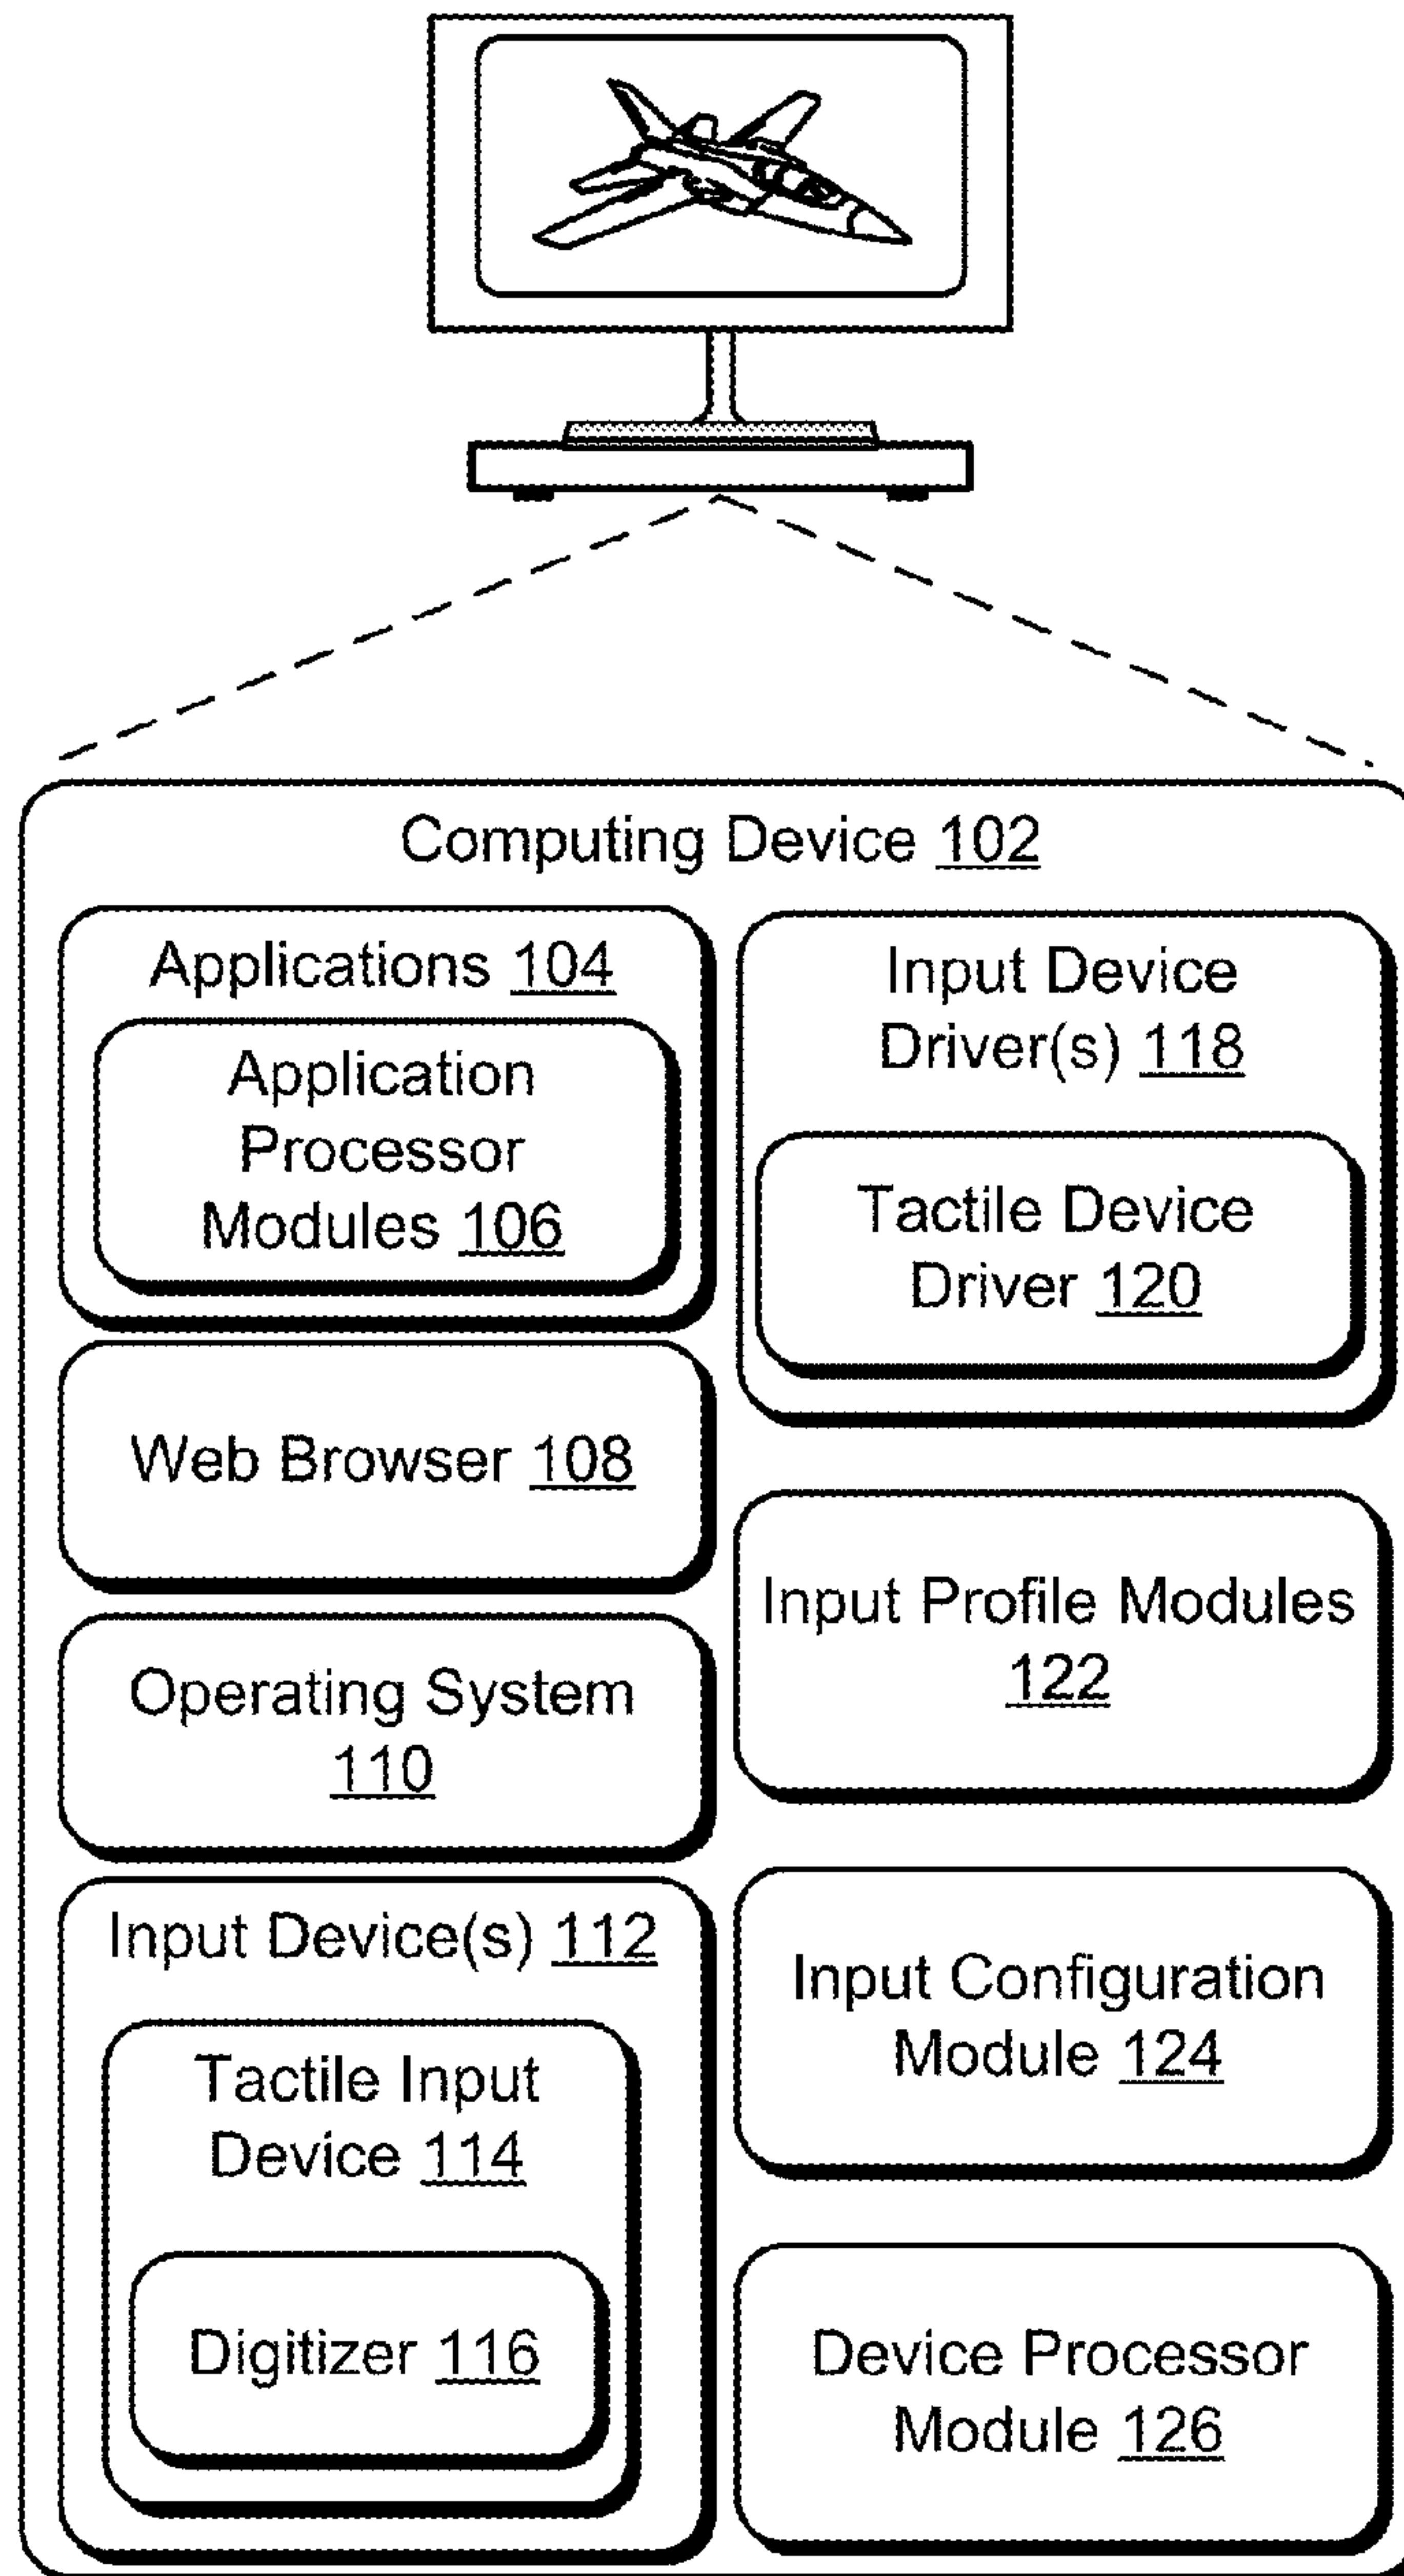 Computing Device 102
Applications 104
Application
Processor
Modules 106
Web Browser 108
Operating System
110
Input Device(s) 112
Tactile Input
Device 114
Digitizer 116
Input Device
Driver(s) 118
Tactile Device
Driver 120
Input Profile Modules
122
Input Configuration
Module 124
Device Processor
Module 126